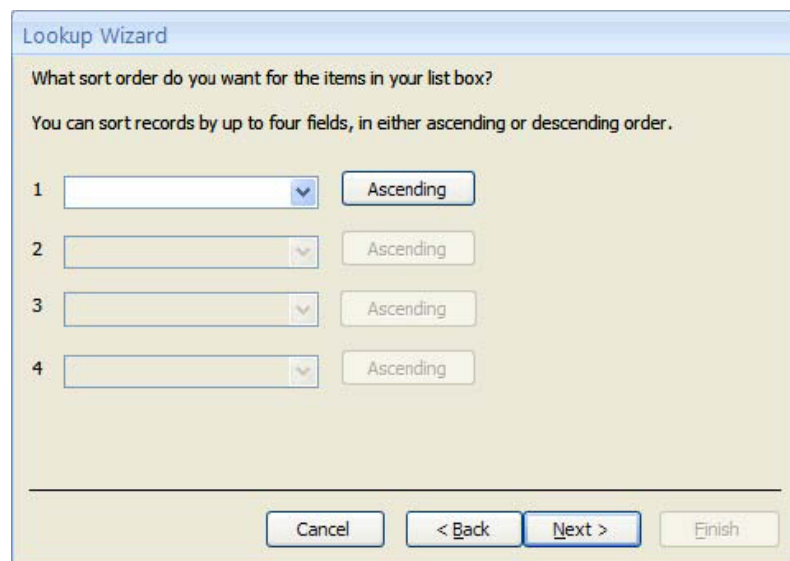 Lookup Wizard
What sort order do you want for the items in your list box?
You can sort records by up to four fields, in either ascending or descending order.
1 Ascending
2 Ascending
3 Ascending
4 Ascending
Cancel < Back Next > Finish